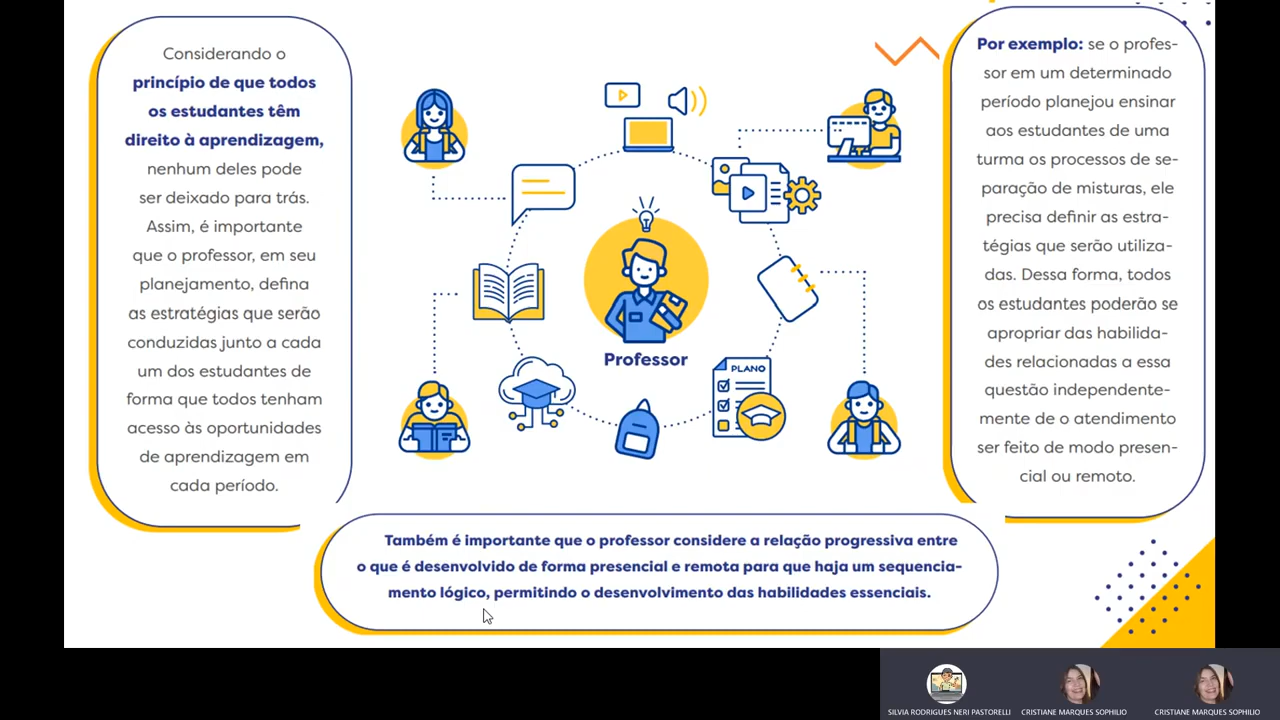 Considerando o
princípio de que todos
os estudantes têm
direito à aprendizagem,
nenhum deles pode
ser deixado para trás.
Assim, é importante
que o professor, em seu
planejamento, defina
as estratégias que serão
conduzidas junto a cada
um dos estudantes de
forma que todos tenham
acesso às oportunidades
de aprendizagem em
cada período.
PLANO
Professor
Por exemplo: se o profes-
sor em um determinado
período planejou ensinar
aos estudantes de uma
turma os processos de se-
paração de misturas, ele
precisa definir as estra-
tégias que serão utiliza-
das. Dessa forma, todos
os estudantes poderão se
apropriar das habilida-
des relacionadas a essa
questão independente-
mente de o atendimento
ser feito de modo presen-
cial ou remoto.
Também é importante que o professor considere a relação progressiva entre
o que é desenvolvido de forma presencial e remota para que haja um sequencia-
mento lógico, permitindo o desenvolvimento das habilidades essenciais.
SILVIA RODRIGUES NERI PASTORELLI
CRISTIANE MARQUES SOPHILIO
CRISTIANE MARQUES SOPHILIO